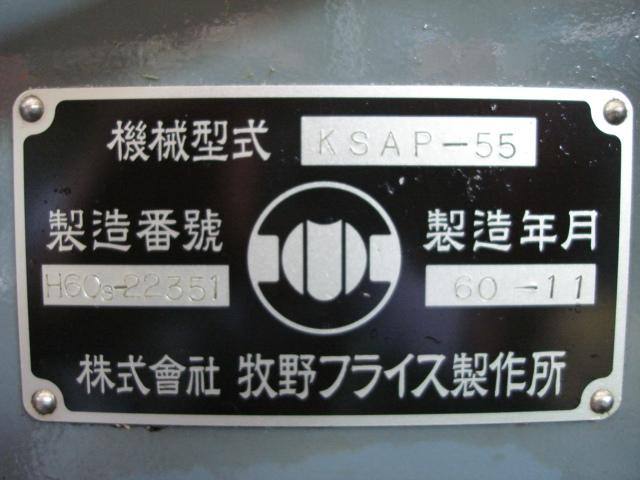 機械型式 KSAP-55
製造番號 製造年月
H60s-22351 60-11
株式會社 牧野フライス製作所